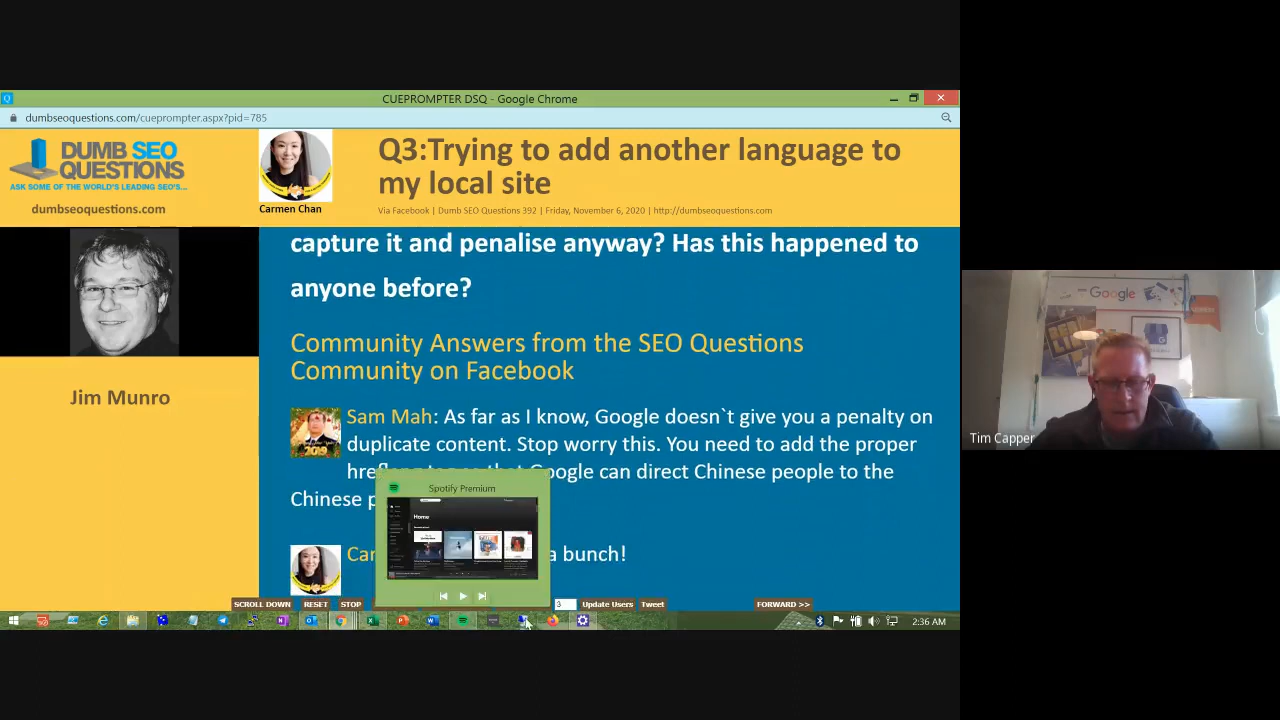 CUEPROMPTER DSQ - Google Chrome
dumbseoquestions.com/cueprompter.aspx?pid=785
DUMB SEO
QUESTIONS
ASK SOME OF THE WORLD'S LEADING SEO'S...
dumbseoquestions.com
Carmen Chan
Q3:Trying to add another language to
my local site
Via Facebook | Dumb SEO Questions 392 | Friday, November 6, 2020 | http://dumbseoquestions.com
Jim Munro
capture it and penalise anyway? Has this happened to
anyone before?
Community Answers from the SEO Questions
Community on Facebook
Sam Mah: As far as I know, Google doesn`t give you a penalty on
duplicate content. Stop worry this. You need to add the proper
Google can direct Chinese people to the
Chinese
2019
Spotify Premium
Home
a bunch!
SCROLL DOWN
RESET
STOP
3
Update Users
Tweet
FORWARD >>
2:36 AM
Google
Tim Capper